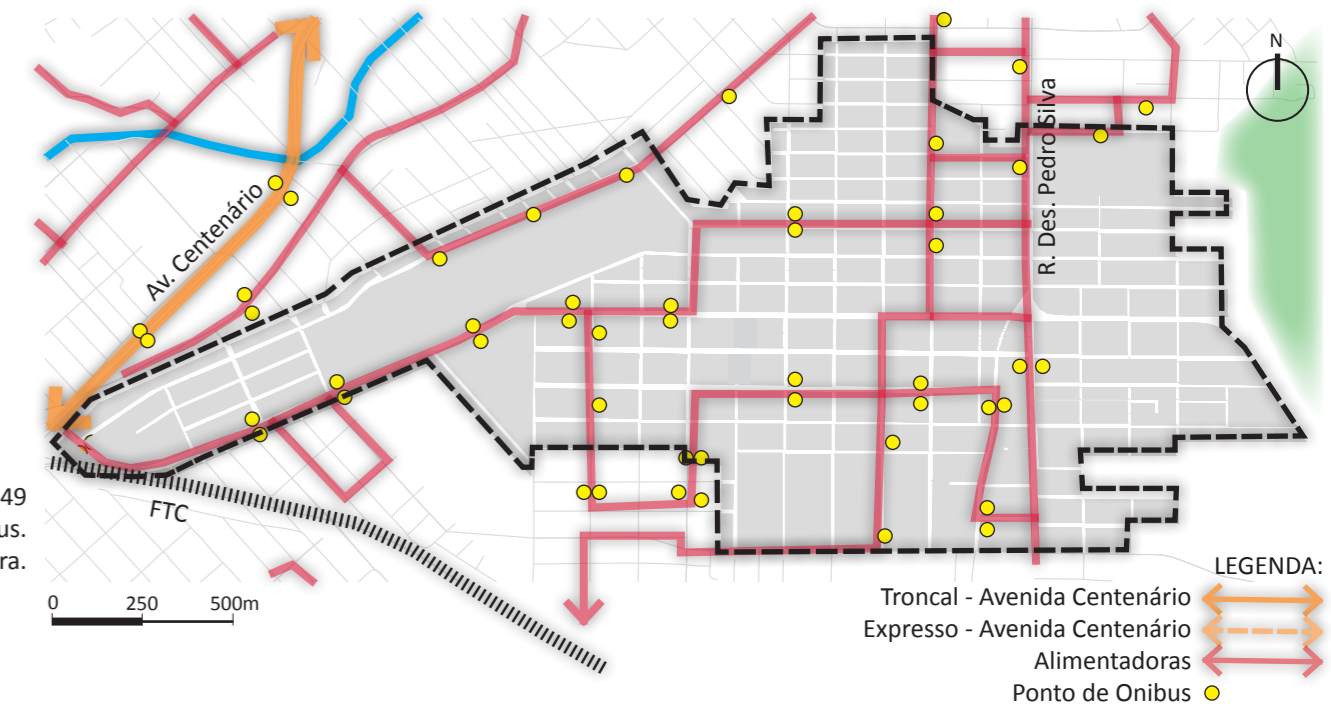 N
R. Des. Pedro Silva
Av. Centenário
49
us.
ra.
FTC
0 250 500m
LEGENDA:
Troncal - Avenida Centenário
Expresso - Avenida Centenário
Alimentadoras
Ponto de Onibus